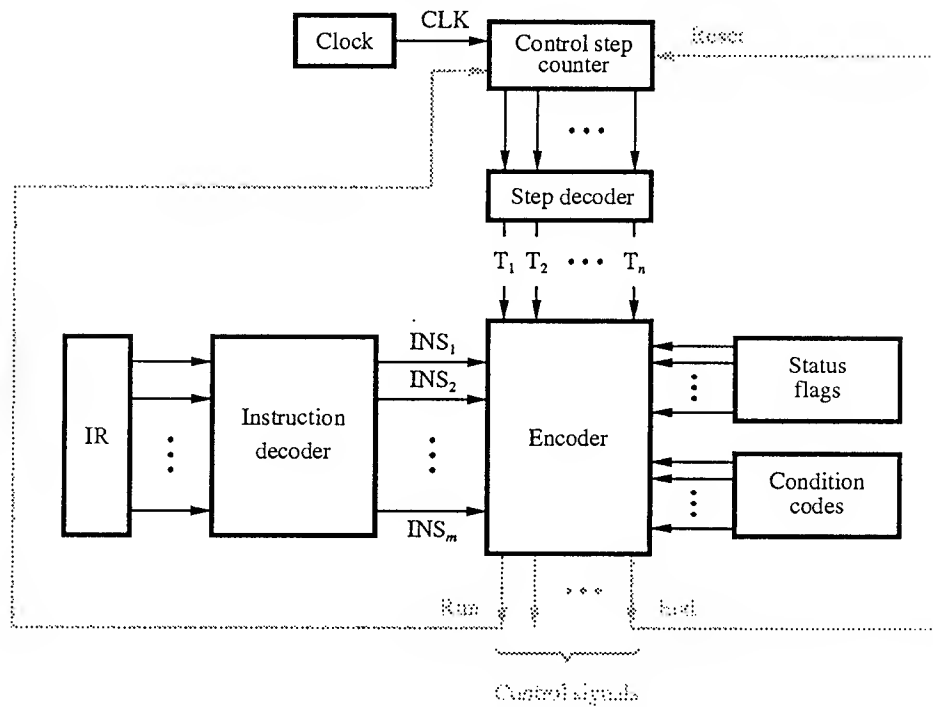 CLK
Clock
Control step
counter
Reset
Step decoder
T₁ T₂ Tₙ
IR
Instruction
decoder
INS₁
INS₂
INSₘ
Encoder
Status
flags
Condition
codes
Run
End
Control signals